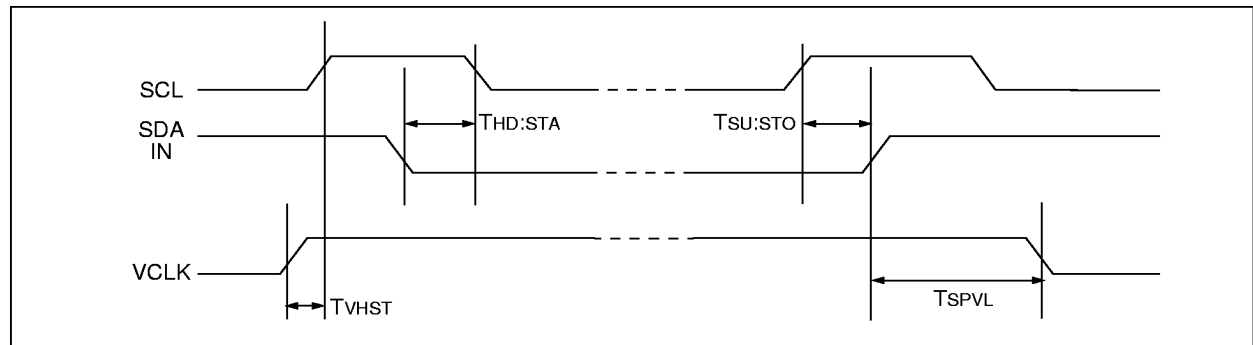 SCL
SDA
IN
THD:STA
TSU:STO
VCLK
TVHST
TSPVL